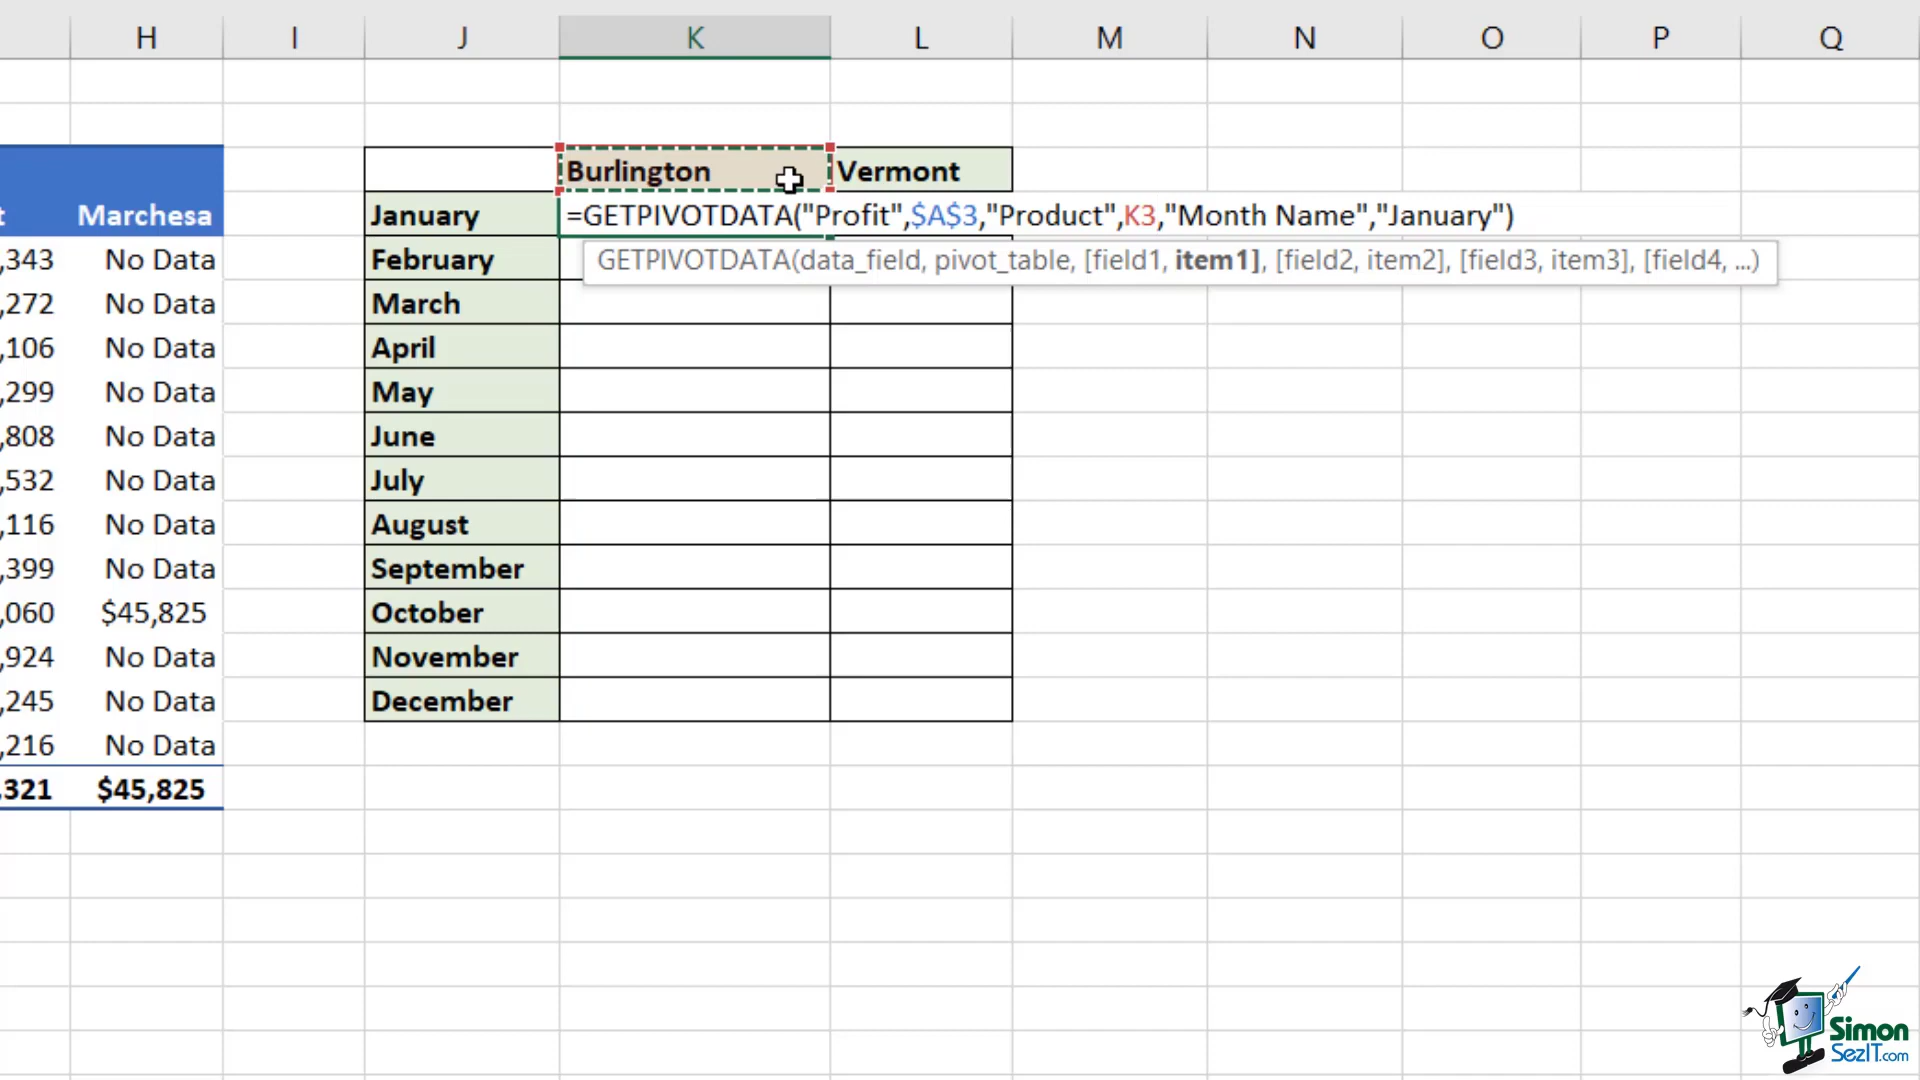 H I J K L M N O P Q
Burlington Vermont
t Marchesa January =GETPIVOTDATA("Profit",$A$3,"Product",K3,"Month Name","January")
,343 No Data February GETPIVOTDATA(data_field, pivot_table, [field1, item1], [field2, item2], [field3, item3], [field4, ...)
,272 No Data March
,106 No Data April
,299 No Data May
,808 No Data June
,532 No Data July
,116 No Data August
,399 No Data September
,060 $45,825 October
,924 No Data November
,245 No Data December
,216 No Data
,321 $45,825
Simon
SezIT.com